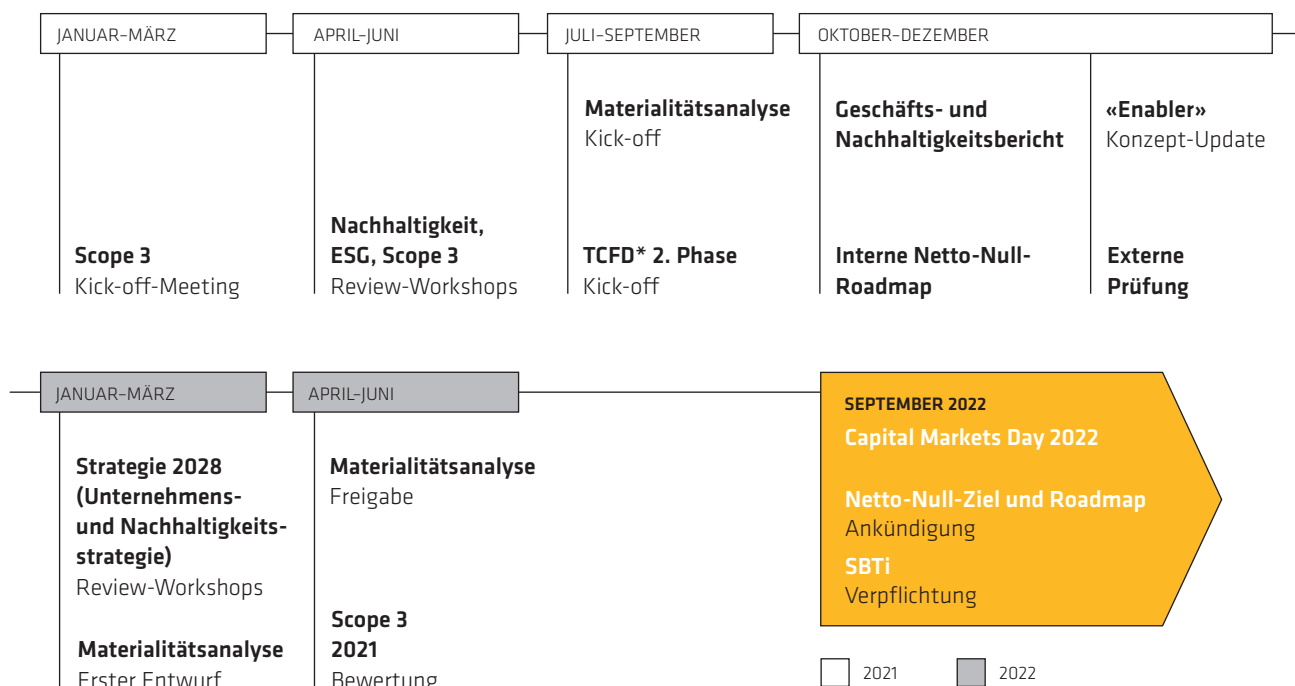 JANUAR–MÄRZ
Scope 3
Kick-off-Meeting
APRIL–JUNI
Nachhaltigkeit,
ESG, Scope 3
Review-Workshops
JULI–SEPTEMBER
Materialitätsanalyse
Kick-off
TCFD* 2. Phase
Kick-off
OKTOBER–DEZEMBER
Geschäfts- und
Nachhaltigkeitsbericht
Interne Netto-Null-
Roadmap
«Enabler»
Konzept-Update
Externe
Prüfung
JANUAR–MÄRZ
Strategie 2028
(Unternehmens-
und Nachhaltigkeits-
strategie)
Review-Workshops
Materialitätsanalyse
Erster Entwurf
APRIL–JUNI
Materialitätsanalyse
Freigabe
Scope 3
2021
Bewertung
SEPTEMBER 2022
Capital Markets Day 2022
Netto-Null-Ziel und Roadmap
Ankündigung
SBTi
Verpflichtung
2021
2022